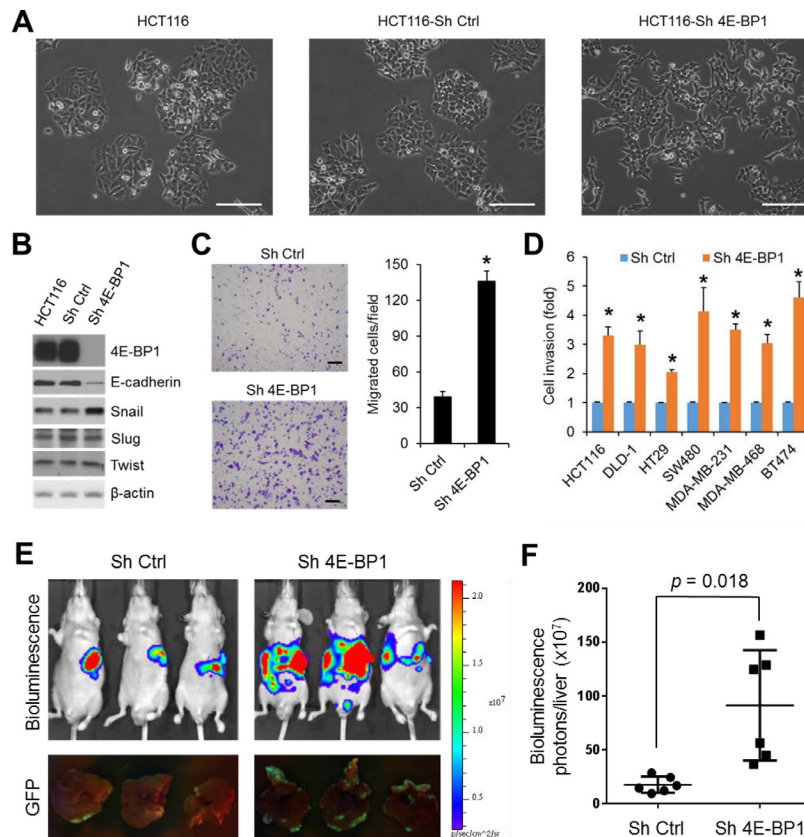 A
HCT116
HCT116-Sh Ctrl
HCT116-Sh 4E-BP1
B
HCT116
Sh Ctrl
Sh 4E-BP1
4E-BP1
E-cadherin
Snail
Slug
Twist
β-actin
C
Sh Ctrl
Sh 4E-BP1
Migrated cells/field
150
120
90
60
30
0
*
Sh Ctrl
Sh 4E-BP1
D
Sh Ctrl
Sh 4E-BP1
Cell invasion (fold)
6
5
4
3
2
1
0
* * * * * * *
HCT116
DLD-1
HT29
SW480
MDA-MB-231
MDA-MB-468
BT474
E
Sh Ctrl
Sh 4E-BP1
Bioluminescence
GFP
2.0
1.5
x10⁷
1.0
0.5
p/sec/cm^2/sr
F
p = 0.018
Bioluminescence
photons/liver (x10⁷)
200
150
100
50
0
Sh Ctrl
Sh 4E-BP1